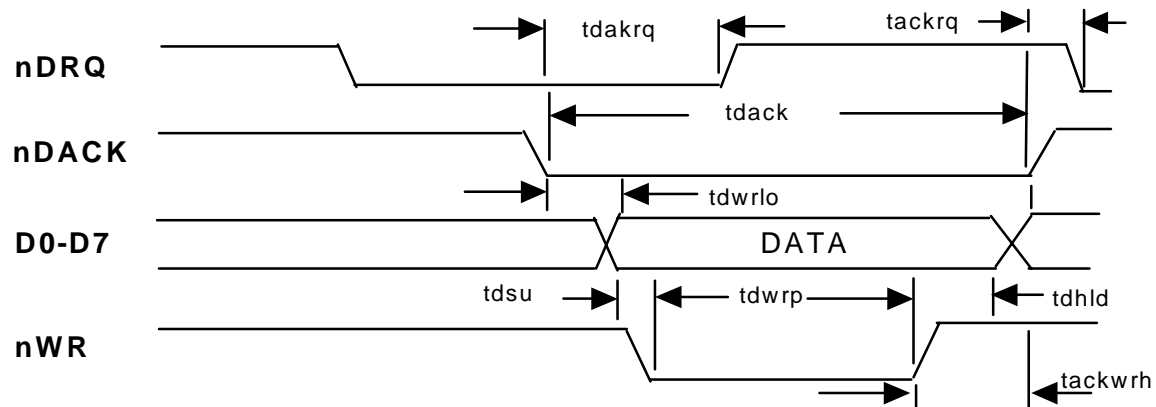 tdakrq
tackrq
nDRQ
tdack
nDACK
tdwrlo
D0-D7
DATA
tdsu
tdwrp
tdhld
nWR
tackwrh